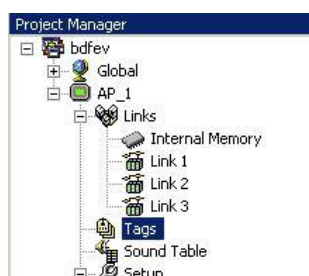 Project Manager
bdfev
Global
AP_1
Links
Internal Memory
Link 1
Link 2
Link 3
Tags
Sound Table
Setup